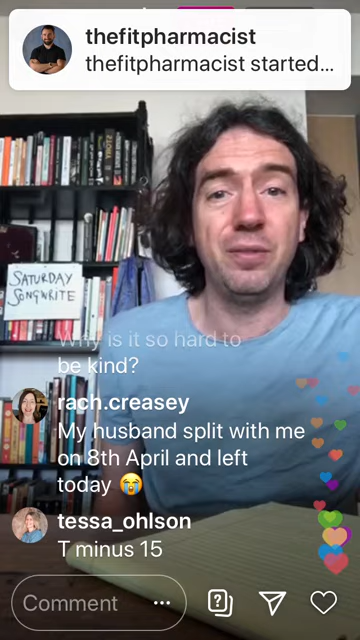 thefitpharmacist
thefitpharmacist started...
SATURDAY
SONGWRITE
Why is it so hard to
be kind?
rach.creasey
My husband split with me
on 8th April and left
today 😭
tessa_ohlson
T minus 15
Comment